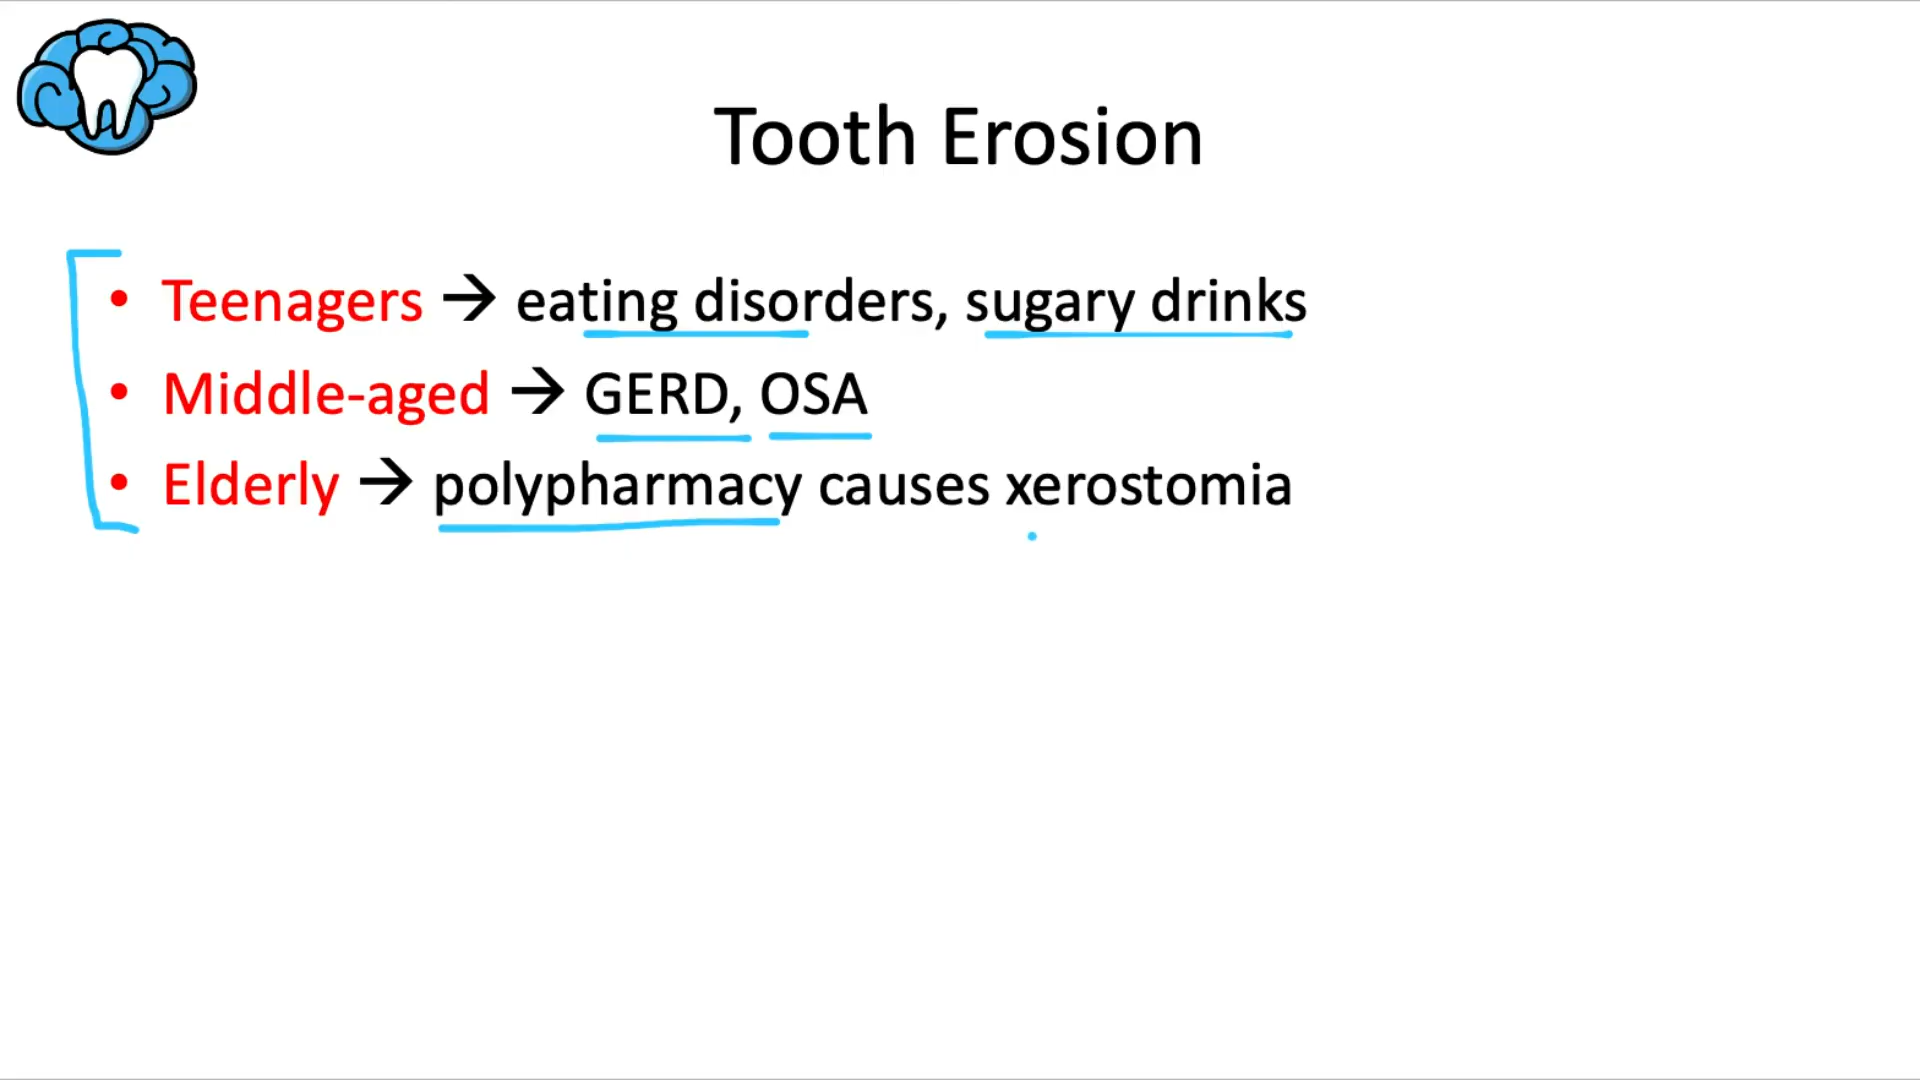 Tooth Erosion
• Teenagers → eating disorders, sugary drinks
• Middle-aged → GERD, OSA
• Elderly → polypharmacy causes xerostomia